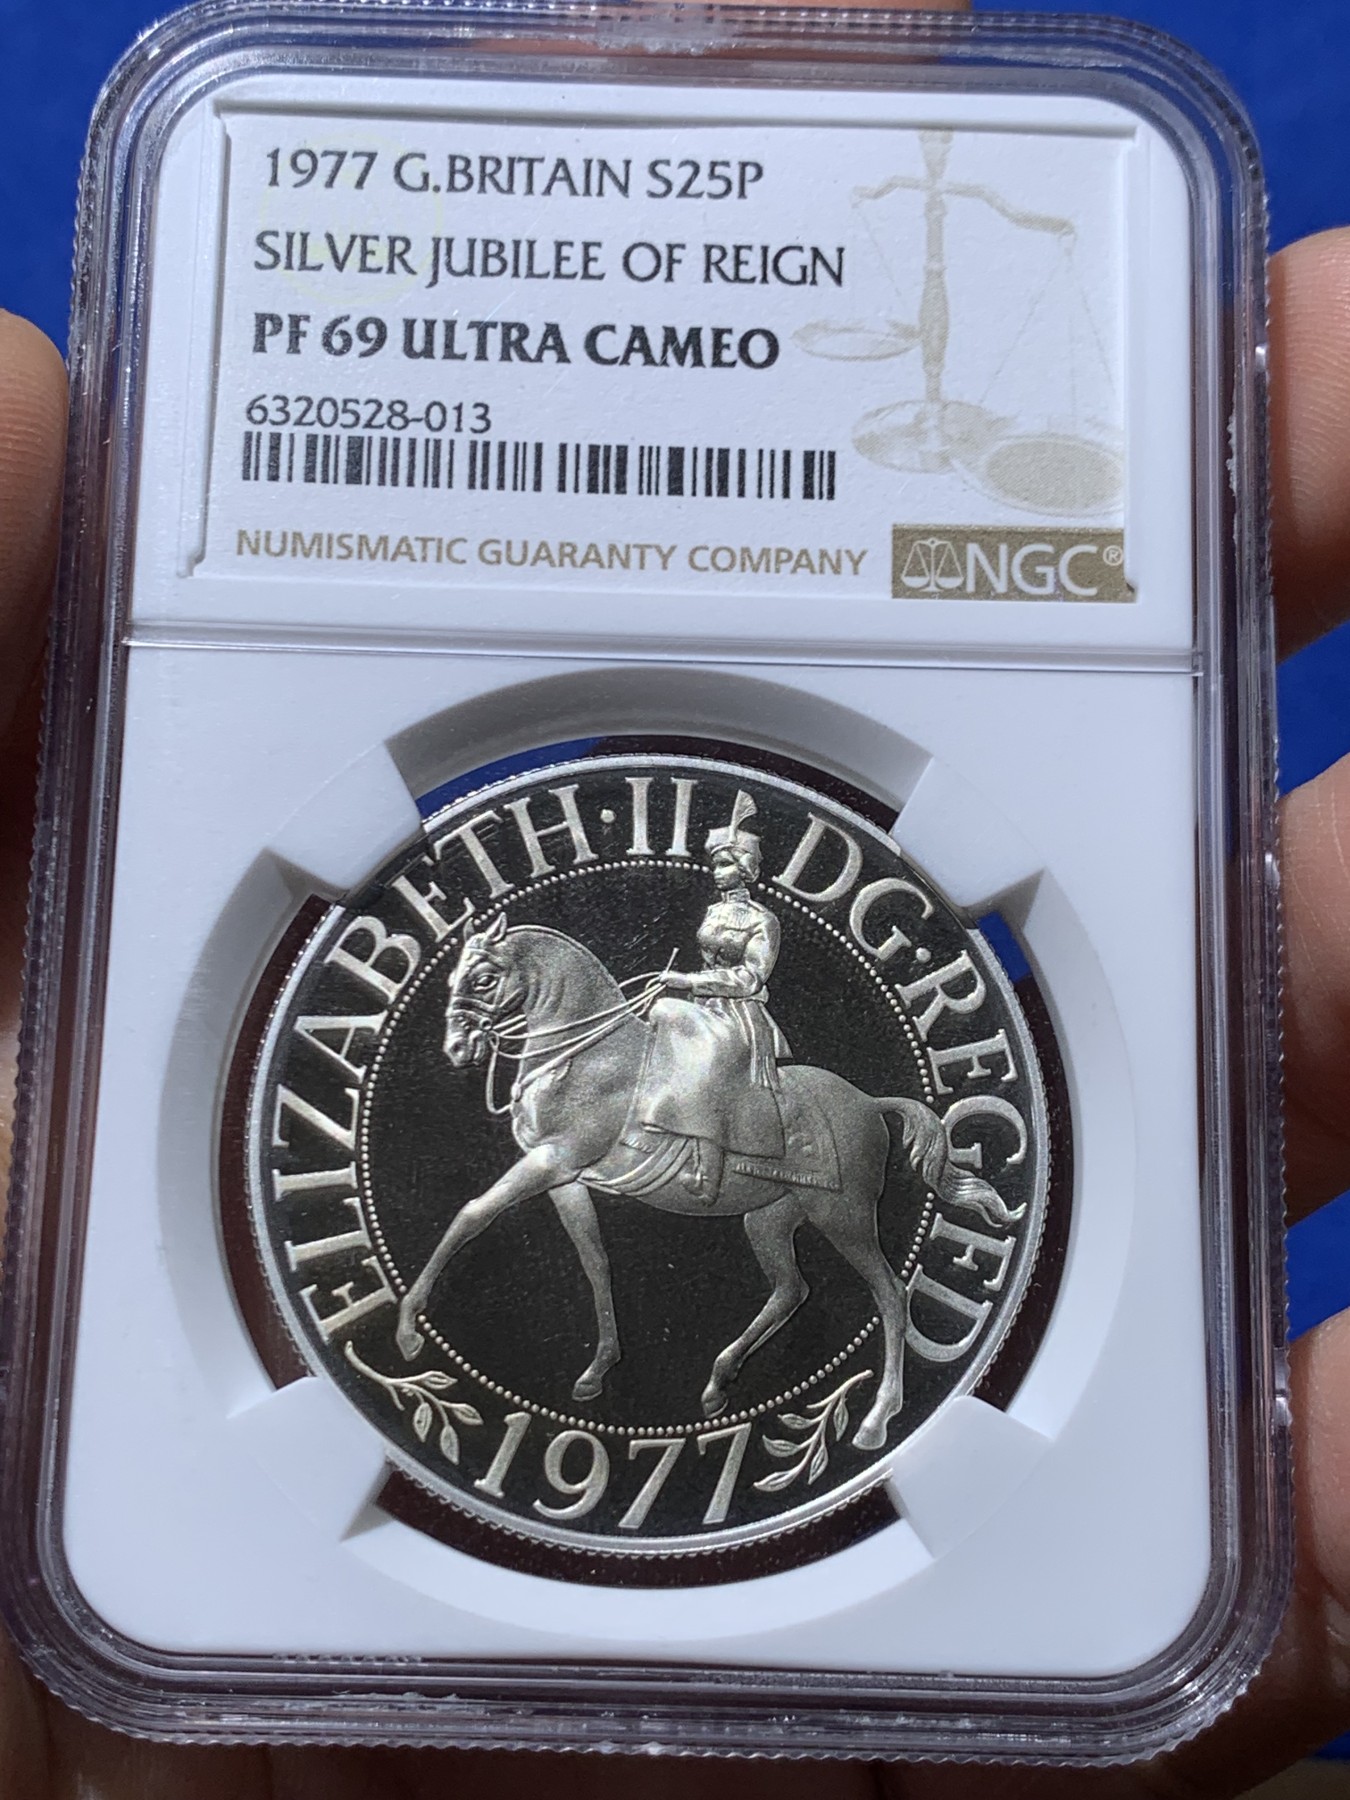 1977 G.BRITAIN S25P
SILVER JUBILEE OF REIGN
PF 69 ULTRA CAMEO
6320528-013
NUMISMATIC GUARANTY COMPANY
NGC®
ELIZABETH·II DG·REG FD
1977